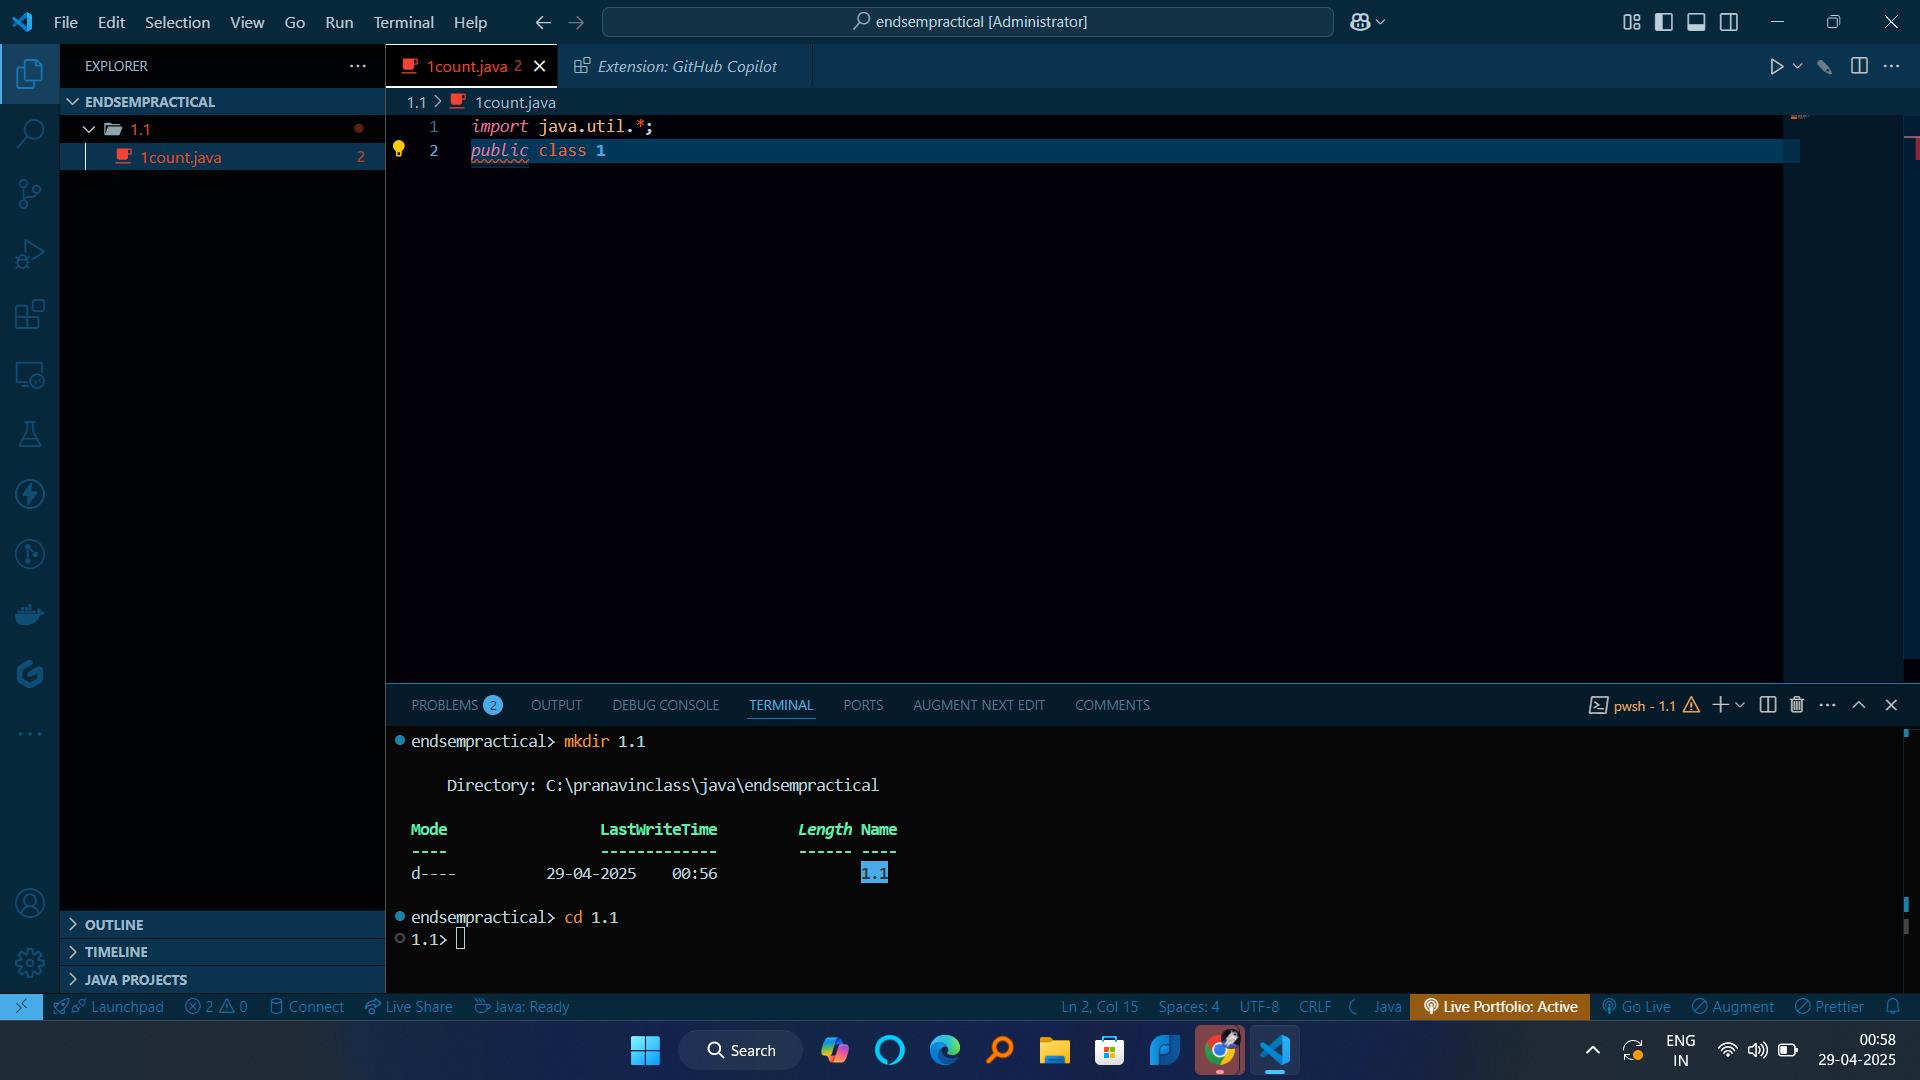 File Edit Selection View Go Run Terminal Help
endsempractical [Administrator]
EXPLORER
1count.java 2
Extension: GitHub Copilot
ENDSEMPRACTICAL
1.1
1count.java 2
1.1 > 1count.java
1 import java.util.*;
2 public class 1
PROBLEMS 2 OUTPUT DEBUG CONSOLE TERMINAL PORTS AUGMENT NEXT EDIT COMMENTS
pwsh - 1.1
endsempractical> mkdir 1.1
Directory: C:\pranavinclass\java\endsempractical
Mode LastWriteTime Length Name
---- ------------- ------ ----
d---- 29-04-2025 00:56 1.1
endsempractical> cd 1.1
1.1>
OUTLINE
TIMELINE
JAVA PROJECTS
Launchpad 2 0 Connect Live Share Java: Ready
Ln 2, Col 15 Spaces: 4 UTF-8 CRLF Java Live Portfolio: Active Go Live Augment Prettier
Search
ENG
IN
00:58
29-04-2025